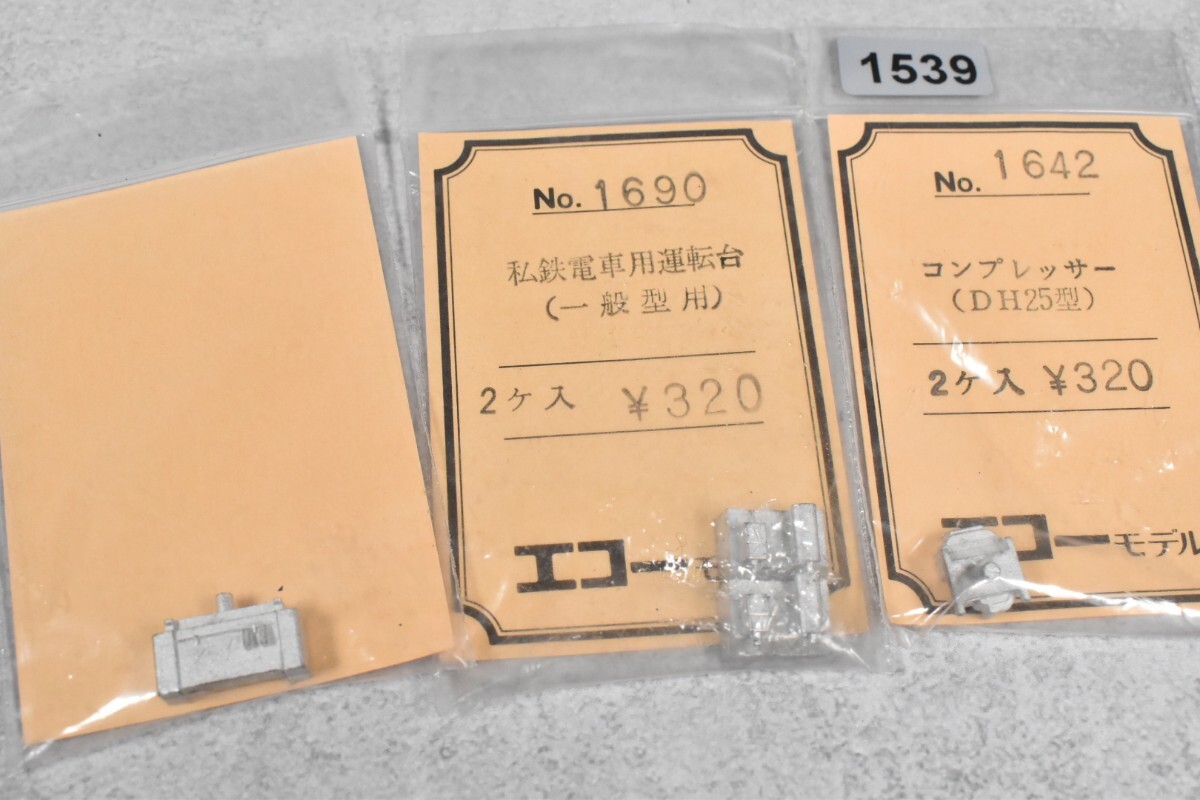 1539
No. 1690
私鉄電車用運転台
(一般型用)
2ケ入 ¥320
エコー
No. 1642
コンプレッサー
(DH25型)
2ケ入 ¥320
エコーモデル